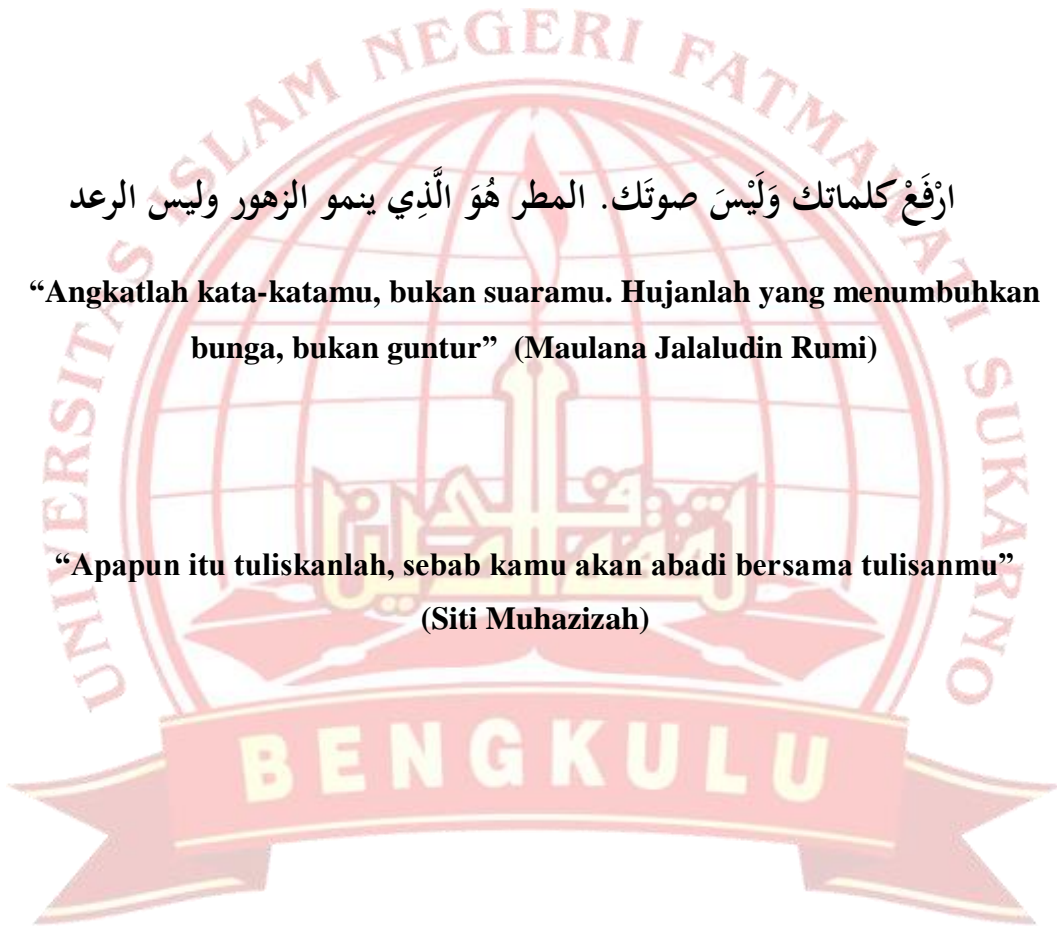 UNIVERSITAS ISLAM NEGERI FATMAWATI SUKARNO
ارْفَعْ كلماتك وَلَيْسَ صوتَك. المطر هُوَ الَّذِي ينمو الزهور وليس الرعد
“Angkatlah kata-katamu, bukan suaramu. Hujanlah yang menumbuhkan
bunga, bukan guntur” (Maulana Jalaludin Rumi)
“Apapun itu tuliskanlah, sebab kamu akan abadi bersama tulisanmu”
(Siti Muhazizah)
BENGKULU